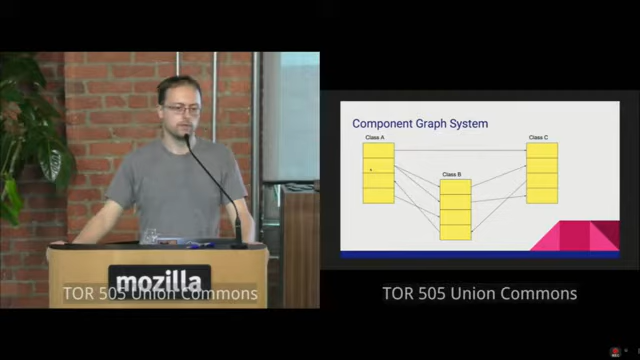 mozilla
TOR 505 Union Commons
Component Graph System
Class A
Class C
Class B
TOR 505 Union Commons